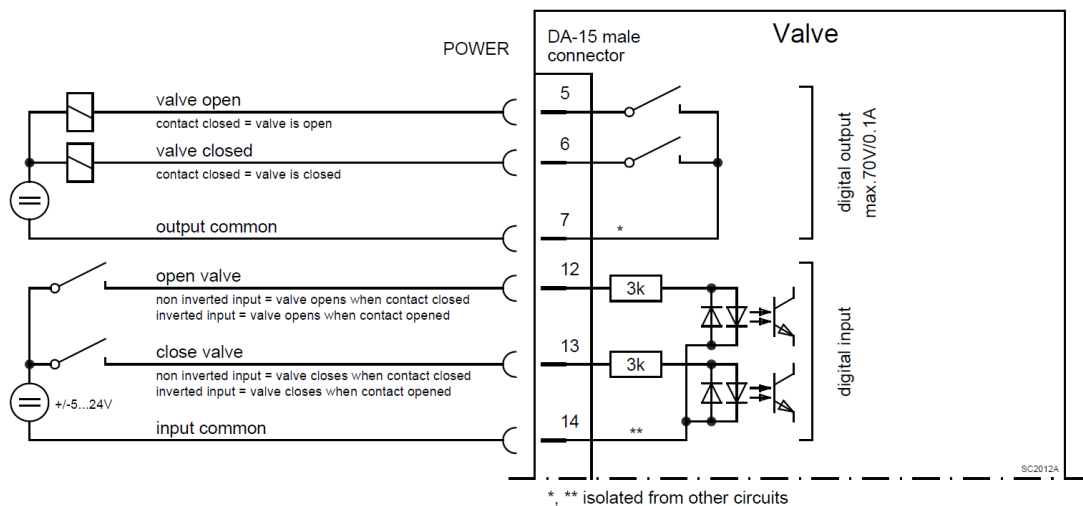 Valve
DA-15 male
connector
POWER
5
valve open
contact closed = valve is open
6
valve closed
contact closed = valve is closed
7
output common
*
digital output
max.70V/0.1A
12
open valve
3k
non inverted input = valve opens when contact closed
inverted input = valve opens when contact opened
13
close valve
3k
non inverted input = valve closes when contact closed
inverted input = valve closes when contact opened
+/-5...24V
14
input common
**
digital input
SC2012A
*, ** isolated from other circuits